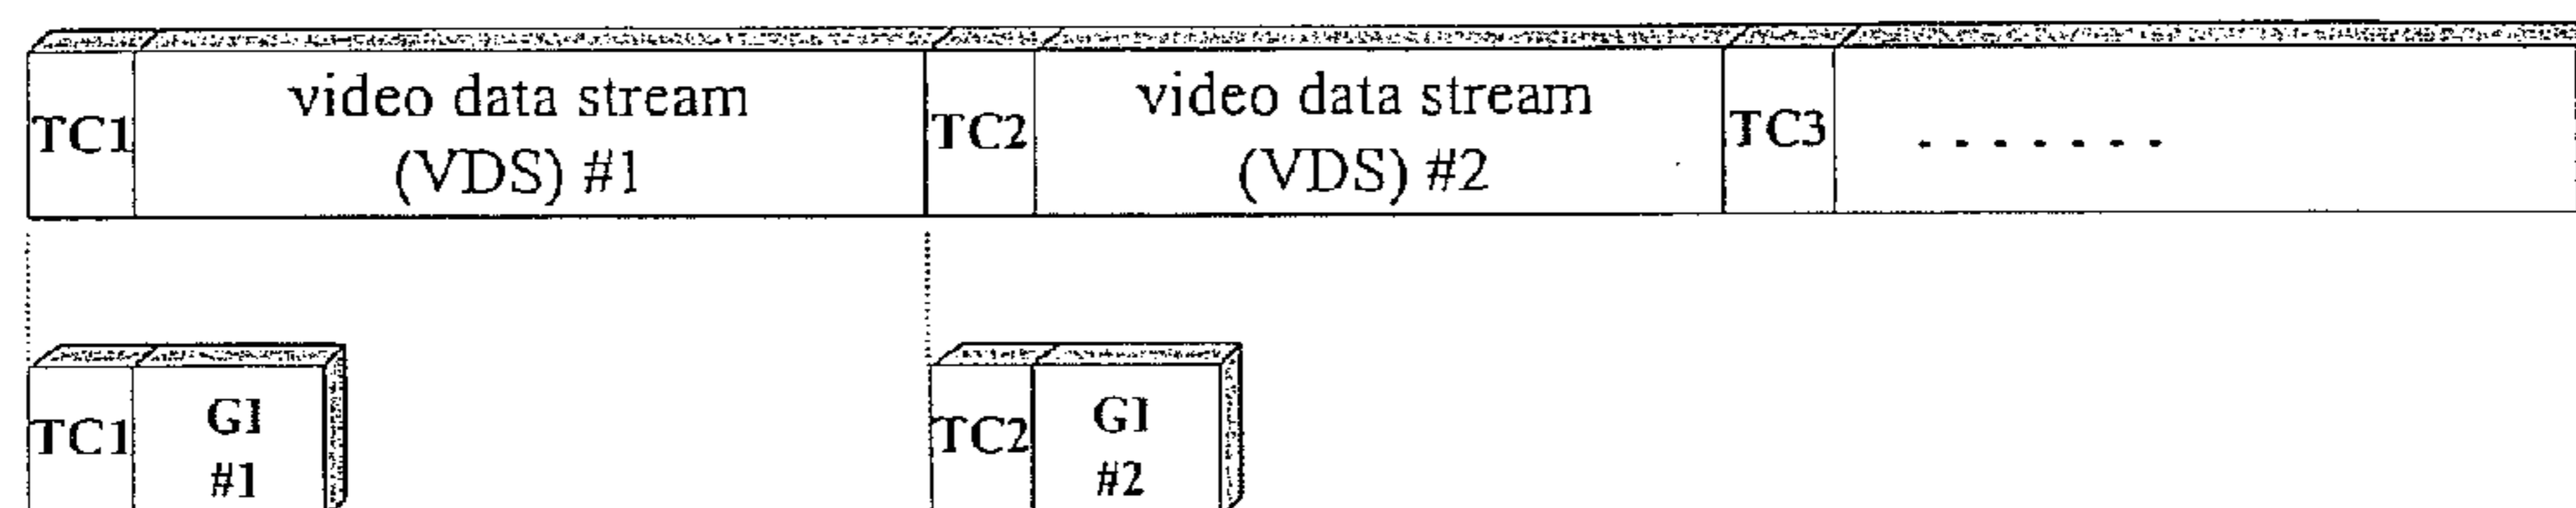 TC1 video data stream TC2 video data stream TC3 .......
(VDS) #1 (VDS) #2
TC1 GI TC2 GI
#1 #2